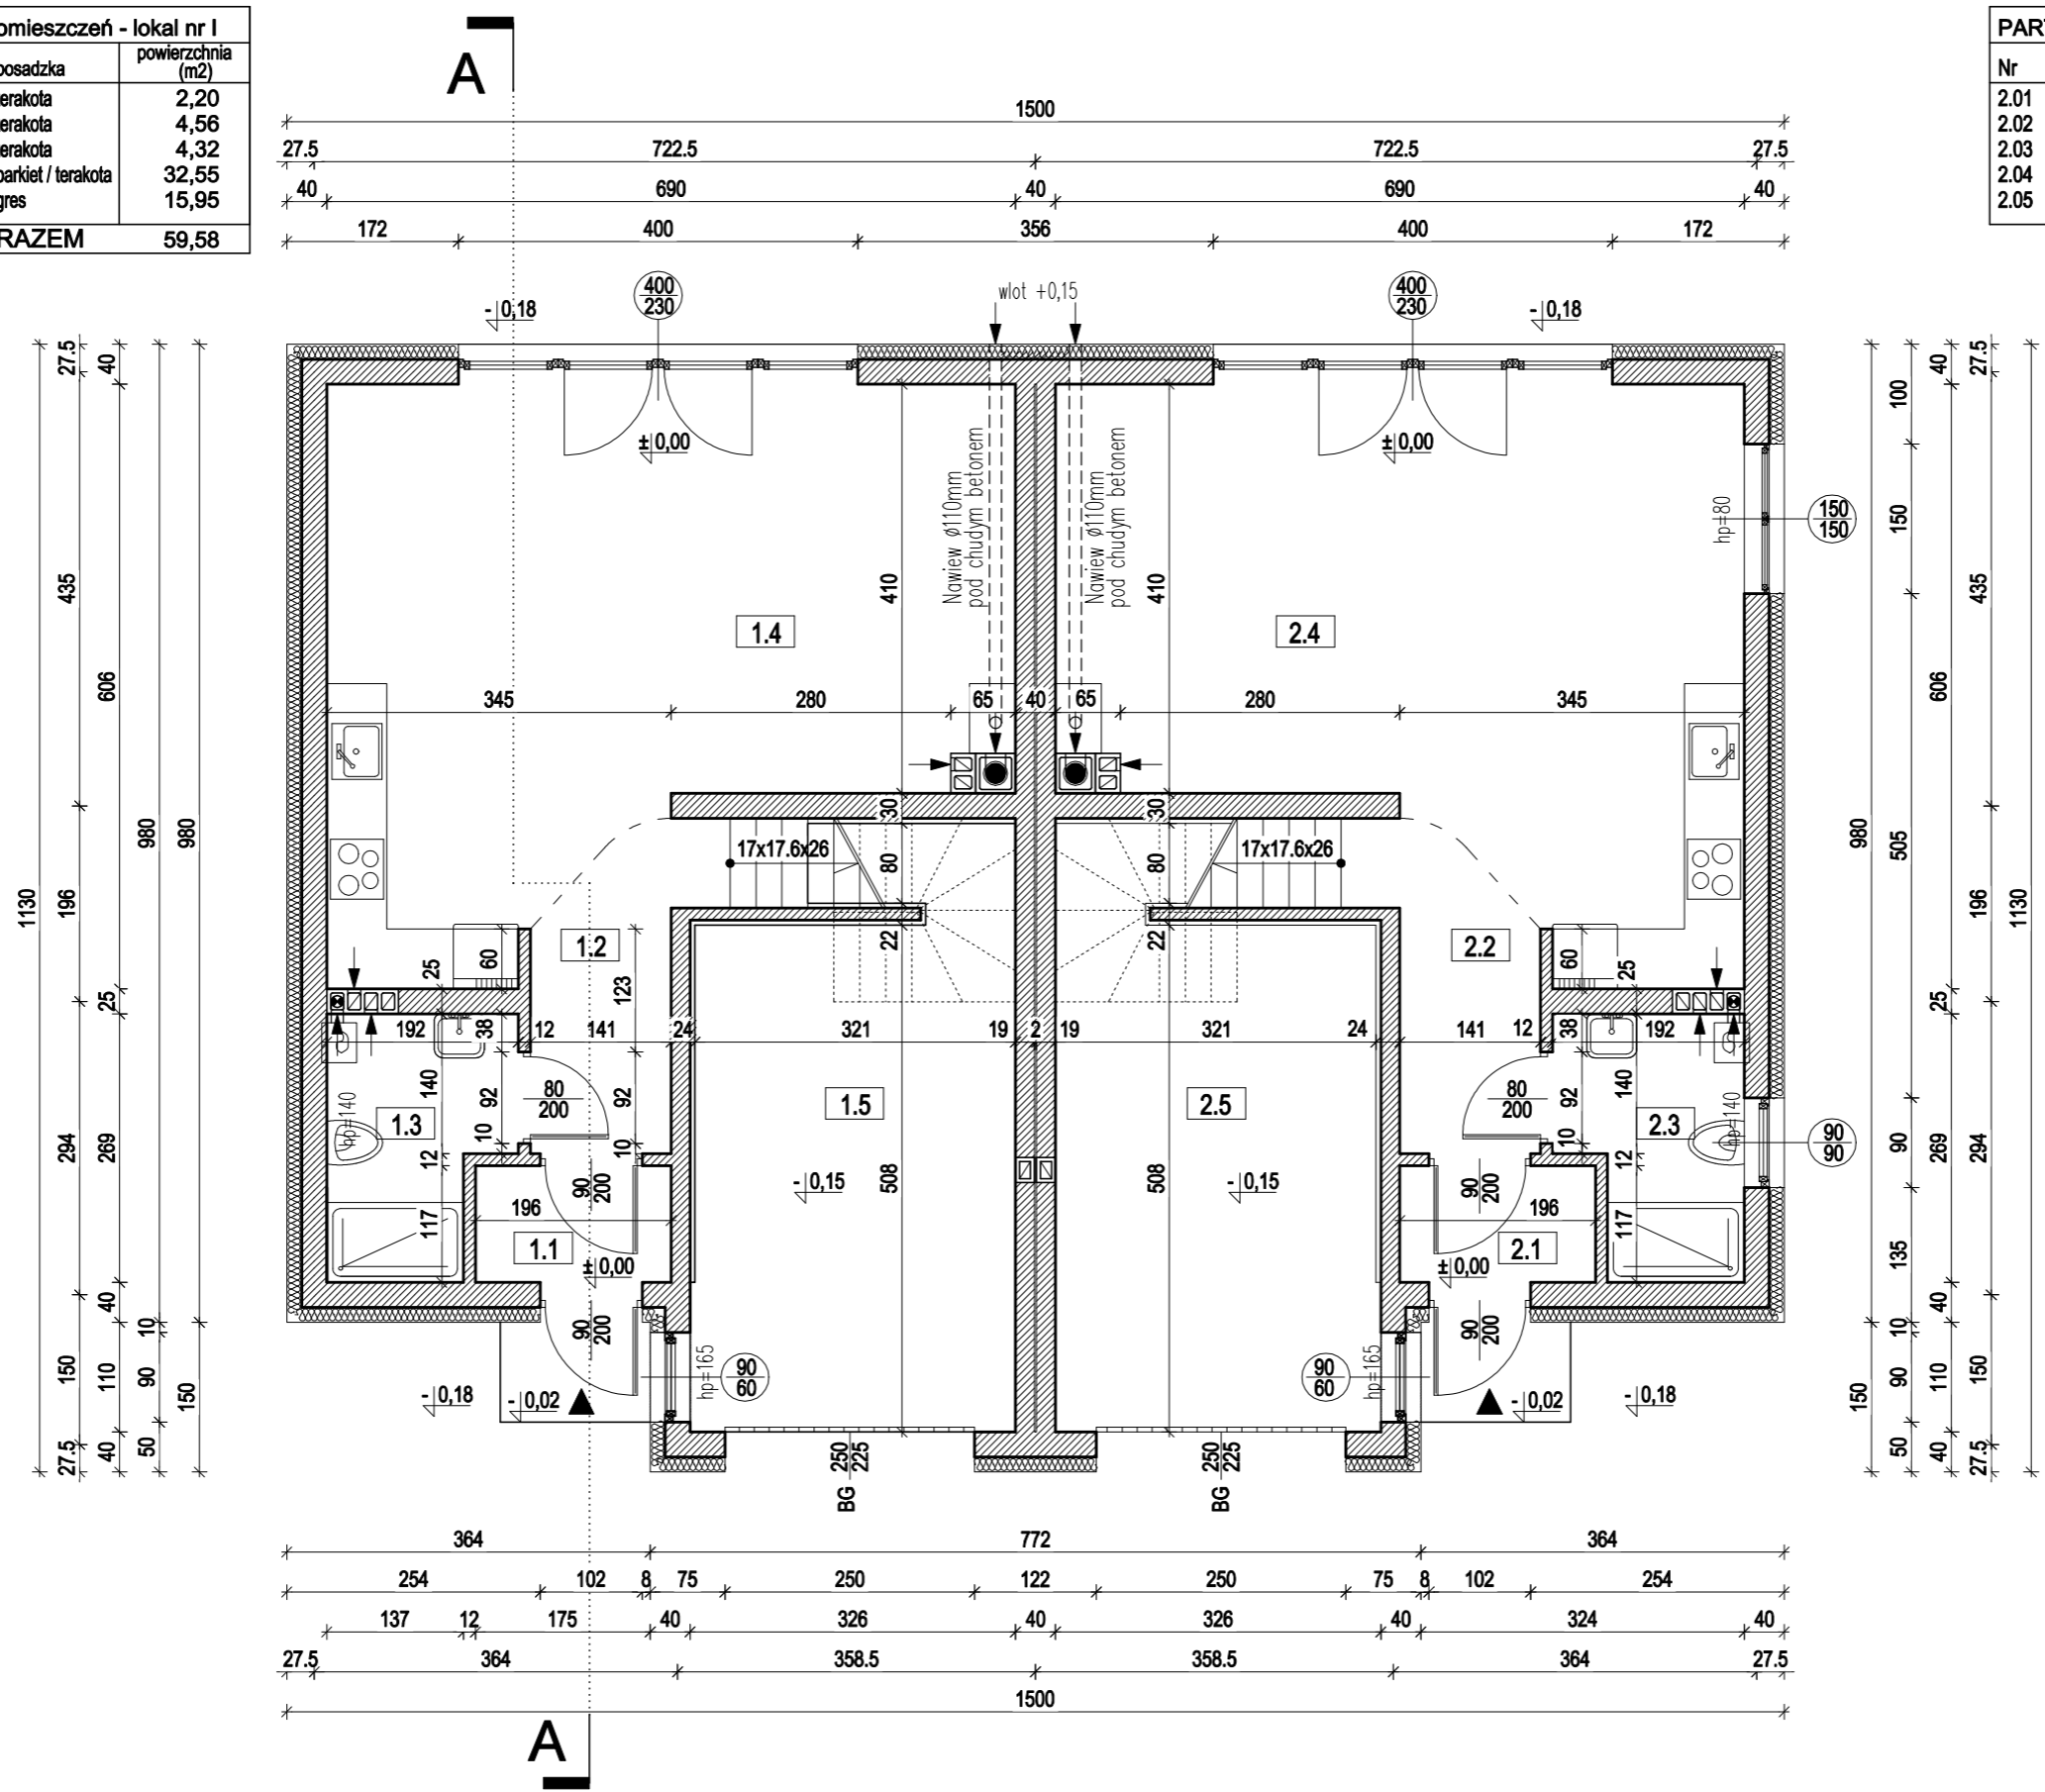 omieszczeń - lokal nr I
posadzka
powierzchnia
(m2)
terakota 2,20
terakota 4,56
terakota 4,32
parkiet / terakota 32,55
gres 15,95
RAZEM 59,58
PAR
Nr
2.01
2.02
2.03
2.04
2.05
A
1500
27.5 722.5 722.5 27.5
40 690 40 690 40
172 400 356 400 172
400
230
wlot +0,15
400
230
- 0,18
- 0,18
± 0,00
± 0,00
Nawiew ø110mm
pod chudym betonem
Nawiew ø110mm
pod chudym betonem
410
410
hp=80
150
150
1.4
2.4
345 280 65 40 65 280 345
30
30
17x17.6x26
80
80
17x17.6x26
22
22
1.2
2.2
60
25
123
60
25
192 38 12 141 24 321 19 2 19 321 24 141 12 38 192
140
92
80
200
92
10
10
12
117
hp=140
1.3
1.5
2.5
80
200
92
10
140
12
117
hp=140
2.3
90
90
- 0,15
508
508
- 0,15
90
200
90
200
196
196
1.1
2.1
± 0,00
± 0,00
90
200
90
200
hp=165
90
60
90
60
hp=165
- 0,18
- 0,02
- 0,02
- 0,18
250
225
BG
250
225
BG
1130
27.5 435 196 294 150 27.5
40 606 25 269 40 110 40
980 10 90 50
980 150
980 150
100 150 505 90 135 10 90 50
40 606 25 269 40 110 40
27.5 435 196 294 150 27.5
1130
364 772 364
254 102 8 75 250 122 250 75 8 102 254
137 12 175 40 326 40 326 40 324 40
27.5 364 358.5 358.5 364 27.5
1500
A